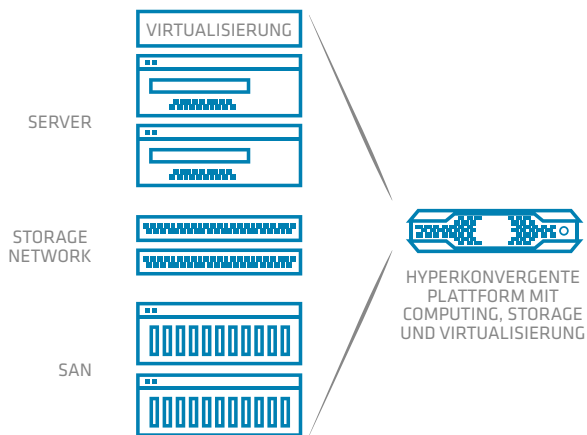 VIRTUALISIERUNG
SERVER
STORAGE
NETWORK
SAN
HYPERKONVERGENTE
PLATTFORM MIT
COMPUTING, STORAGE
UND VIRTUALISIERUNG